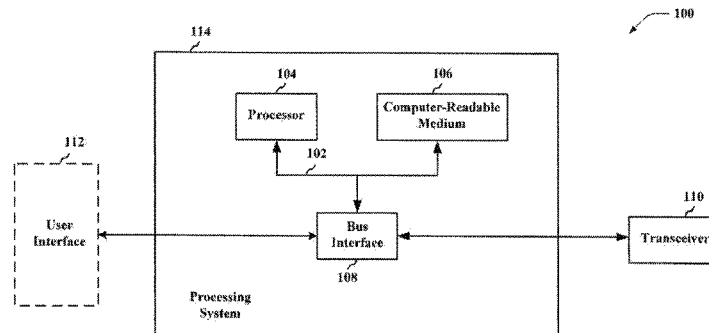 100
114
104
106
Processor
Computer-Readable
Medium
112
102
110
User
Interface
Bus
Interface
Transceiver
108
Processing
System